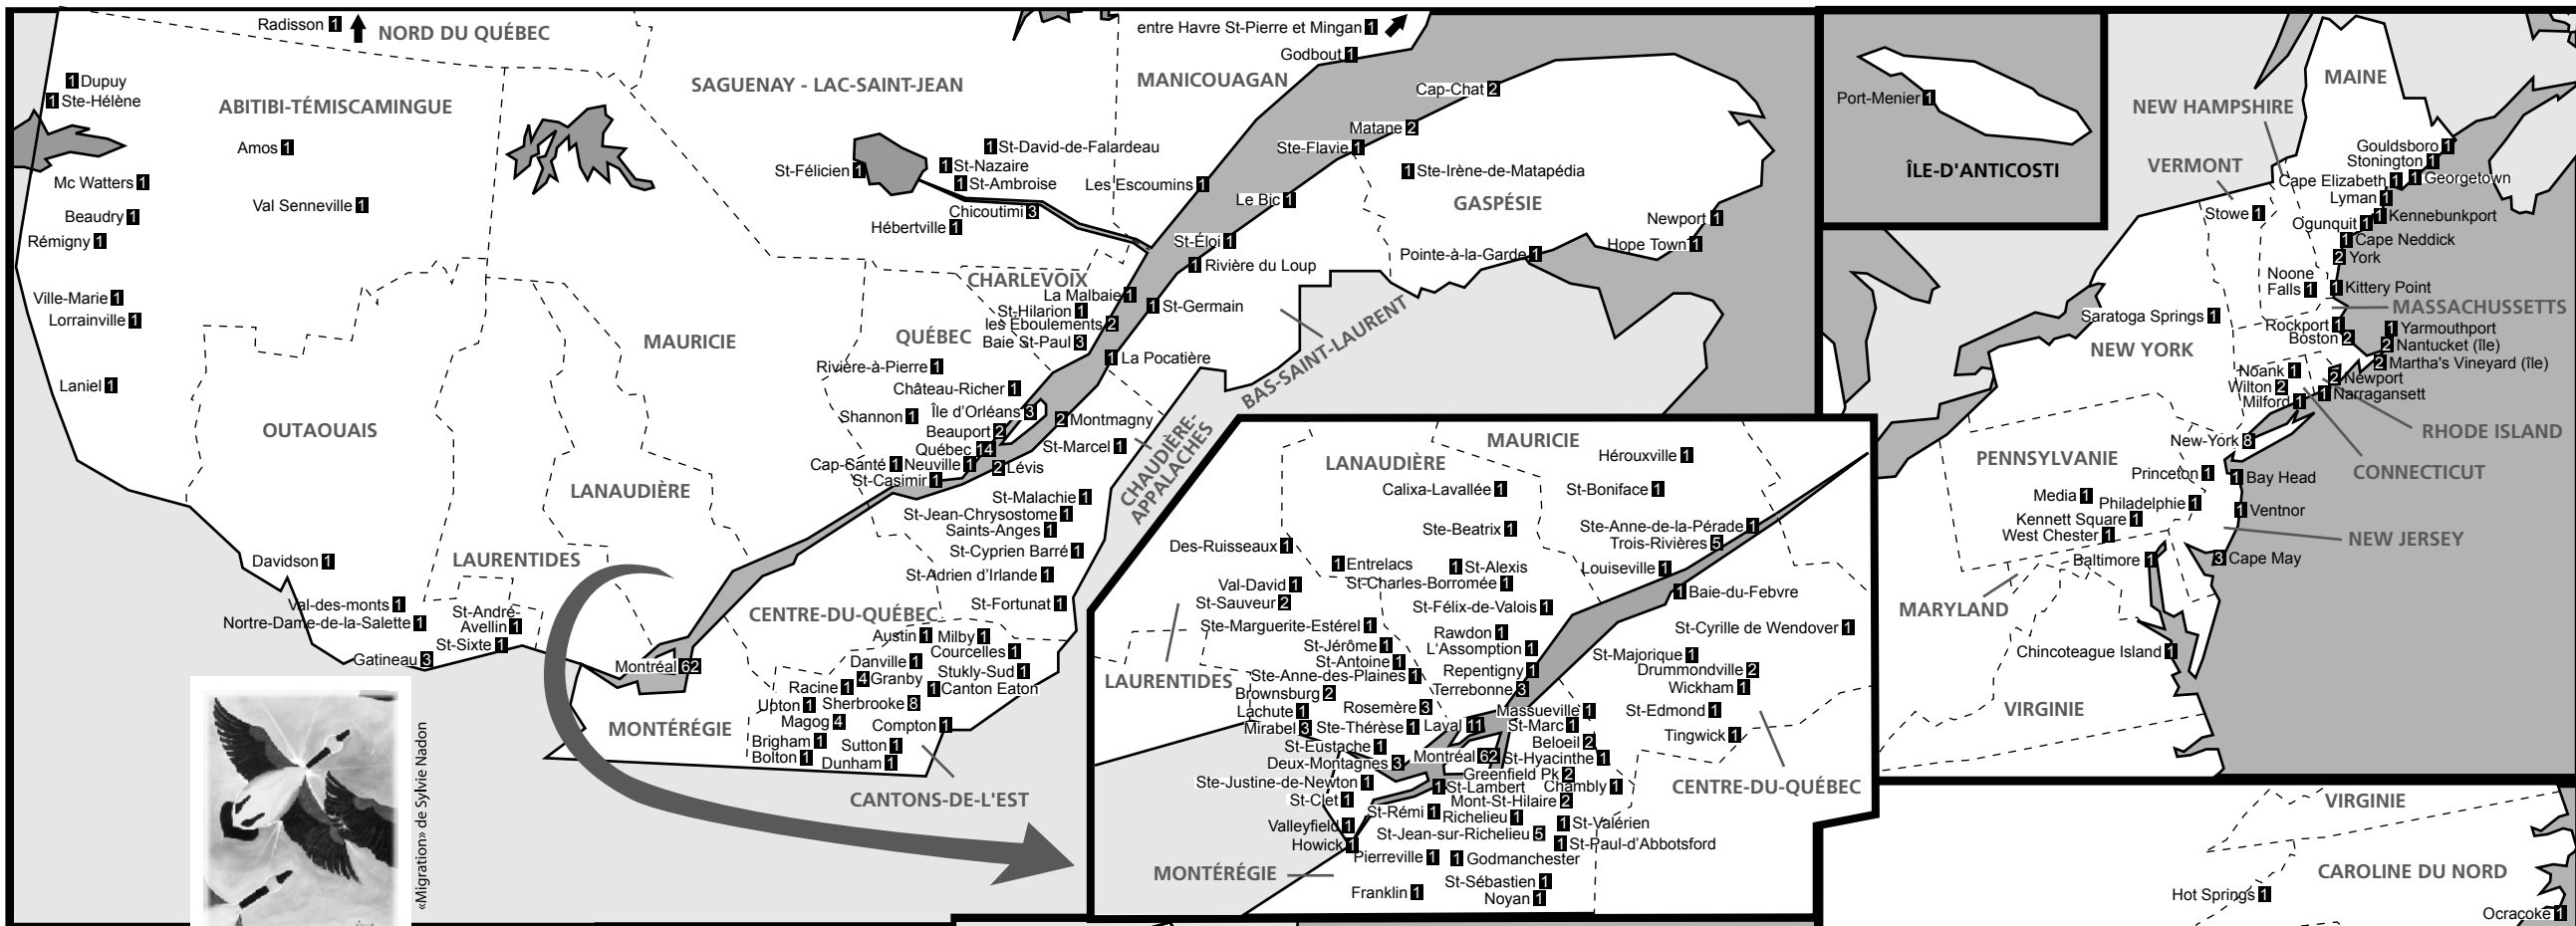 Radisson 1
NORD DU QUÉBEC
1 Dupuy
1 Ste-Hélène
ABITIBI-TÉMISCAMINGUE
Amos 1
Mc Watters 1
Val Senneville 1
Beaudry 1
Rémigny 1
Ville-Marie 1
Lorrainville 1
Laniel 1
OUTAOUAIS
Davidson 1
Val-des-monts 1
Nortre-Dame-de-la-Salette 1
Gatineau 3
LAURENTIDES
St-André-
Avellin 1
St-Sixte 1
LANAUDIÈRE
MAURICIE
SAGUENAY - LAC-SAINT-JEAN
1 St-David-de-Falardeau
1 St-Nazaire
St-Félicien 1
1 St-Ambroise
Chicoutimi 3
Hébertville 1
MANICOUAGAN
entre Havre St-Pierre et Mingan 1
Godbout 1
Les Escoumins 1
CHARLEVOIX
La Malbaie 1
St-Hilarion 1
les Éboulements 2
Baie St-Paul 3
QUÉBEC
Rivière-à-Pierre 1
Château-Richer 1
Shannon 1
Île d'Orléans 3
Beauport 2
Québec 14
Cap-Santé 1
Neuville 1
St-Casimir 1
Cap-Chat 2
Matane 2
Ste-Flavie 1
1 Ste-Irène-de-Matapédia
GASPÉSIE
Newport 1
Hope Town 1
Pointe-à-la-Garde 1
Le Bic 1
St-Éloi 1
1 Rivière du Loup
1 St-Germain
1 La Pocatière
BAS-SAINT-LAURENT
2 Montmagny
St-Marcel 1
2 Lévis
CHAUDIÈRE-
APPALACHES
St-Malachie 1
St-Jean-Chrysostome 1
Saints-Anges 1
St-Cyprien Barré 1
St-Adrien d'Irlande 1
St-Fortunat 1
CENTRE-DU-QUÉBEC
Austin 1
Milby 1
Courcelles 1
Danville 1
Stukly-Sud 1
4 Granby
Racine 1
1 Canton Eaton
Upton 1
Sherbrooke 8
Magog 4
Compton 1
Brigham 1
Sutton 1
Bolton 1
Dunham 1
Montréal 62
MONTÉRÉGIE
CANTONS-DE-L'EST
«Migration» de Sylvie Nadon
MAURICIE
LANAUDIÈRE
Hérouxville 1
Calixa-Lavallée 1
St-Boniface 1
Ste-Beatrix 1
Ste-Anne-de-la-Pérade 1
Trois-Rivières 5
Des-Ruisseaux 1
1 Entrelacs
1 St-Alexis
Louiseville 1
Val-David 1
St-Charles-Borromée 1
1 Baie-du-Febvre
St-Sauveur 2
St-Félix-de-Valois 1
Ste-Marguerite-Estérel 1
Rawdon 1
St-Cyrille de Wendover 1
St-Jérôme 1
L'Assomption 1
St-Majorique 1
St-Antoine 1
Repentigny 1
Drummondville 2
LAURENTIDES
Ste-Anne-des-Plaines 1
Terrebonne 3
Wickham 1
Brownsburg 2
Rosemère 3
Massueville 1
St-Edmond 1
Lachute 1
Mirabel 3
Ste-Thérèse 1
Laval 11
St-Marc 1
Tingwick 1
St-Eustache 1
Beloeil 2
Deux-Montagnes 3
Montréal 62
St-Hyacinthe 1
Greenfield Pk 2
Ste-Justine-de-Newton 1
1 St-Lambert
Chambly 1
CENTRE-DU-QUÉBEC
St-Clet 1
Mont-St-Hilaire 2
St-Rémi 1
Richelieu 1
Valleyfield 1
1 St-Valérien
St-Jean-sur-Richelieu 5
Howick 1
1 St-Paul-d'Abbotsford
Pierreville 1
1 Godmanchester
MONTÉRÉGIE
St-Sébastien 1
Franklin 1
Noyan 1
Port-Menier 1
ÎLE-D'ANTICOSTI
MAINE
NEW HAMPSHIRE
VERMONT
Gouldsboro 1
Stonington 1
Cape Elizabeth 1
1 Georgetown
Lyman 1
Stowe 1
1 Kennebunkport
Ogunquit 1
1 Cape Neddick
2 York
Noone
Falls 1
1 Kittery Point
MASSACHUSSETTS
Saratoga Springs 1
Rockport 1
1 Yarmouthport
Boston 2
2 Nantucket (île)
NEW YORK
2 Martha's Vineyard (île)
Noank 1
2 Newport
Wilton 2
1 Narragansett
Milford 1
RHODE ISLAND
New-York 8
CONNECTICUT
PENNSYLVANIE
Princeton 1
1 Bay Head
Media 1
Philadelphie 1
1 Ventnor
Kennett Square 1
West Chester 1
NEW JERSEY
Baltimore 1
3 Cape May
MARYLAND
Chincoteague Island 1
VIRGINIE
VIRGINIE
CAROLINE DU NORD
Hot Springs 1
Ocracoke 1